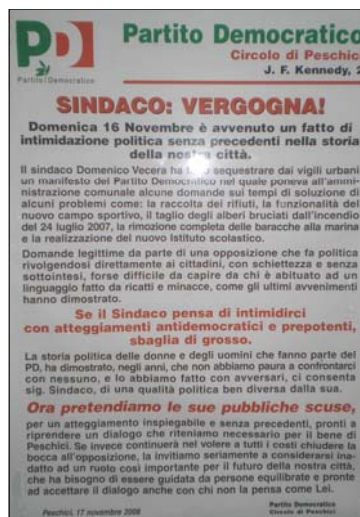 PD
Partito Democratico
Partito Democratico
Circolo di Peschici
J. F. Kennedy, 2
SINDACO: VERGOGNA!
Domenica 16 Novembre è avvenuto un fatto di
intimidazione politica senza precedenti nella storia
della nostra città.
Il sindaco Domenico Vecera ha fatto sequestrare dai vigili urbani
un manifesto del Partito Democratico nel quale poneva all'ammi-
nistrazione comunale alcune domande sui tempi di soluzione di
alcuni problemi come: la raccolta dei rifiuti, la funzionalità del
nuovo campo sportivo, il taglio degli alberi bruciati dall'incendio
del 24 luglio 2007, la rimozione completa delle baracche alla marina
e la realizzazione del nuovo Istituto scolastico.
Domande legittime da parte di una opposizione che fa politica
rivolgendosi direttamente ai cittadini, con schiettezza e senza
sottointesi, forse difficile da capire da chi è abituato ad un
linguaggio fatto da ricatti e minacce, come gli ultimi avvenimenti
hanno dimostrato.
Se il Sindaco pensa di intimidirci
con atteggiamenti antidemocratici e prepotenti,
sbaglia di grosso.
La storia politica delle donne e degli uomini che fanno parte del
PD, ha dimostrato, negli anni, che non abbiamo paura a confrontarci
con nessuno, e lo abbiamo fatto con avversari, ci consenta
sig. Sindaco, di una qualità politica ben diversa dalla sua.
Ora pretendiamo le sue pubbliche scuse,
per un atteggiamento inspiegabile e senza precedenti, pronti a
riprendere un dialogo che riteniamo necessario per il bene di
Peschici. Se invece continuerà nel volere a tutti i costi chiudere la
bocca all'opposizione, la invitiamo seriamente a considerarsi ina-
datto ad un ruolo così importante per il futuro della nostra città,
che ha bisogno di essere guidata da persone equilibrate e pronte
ad accettare il dialogo anche con chi non la pensa come Lei.
Peschici, 17 novembre 2008
Partito Democratico
Circolo di Peschici